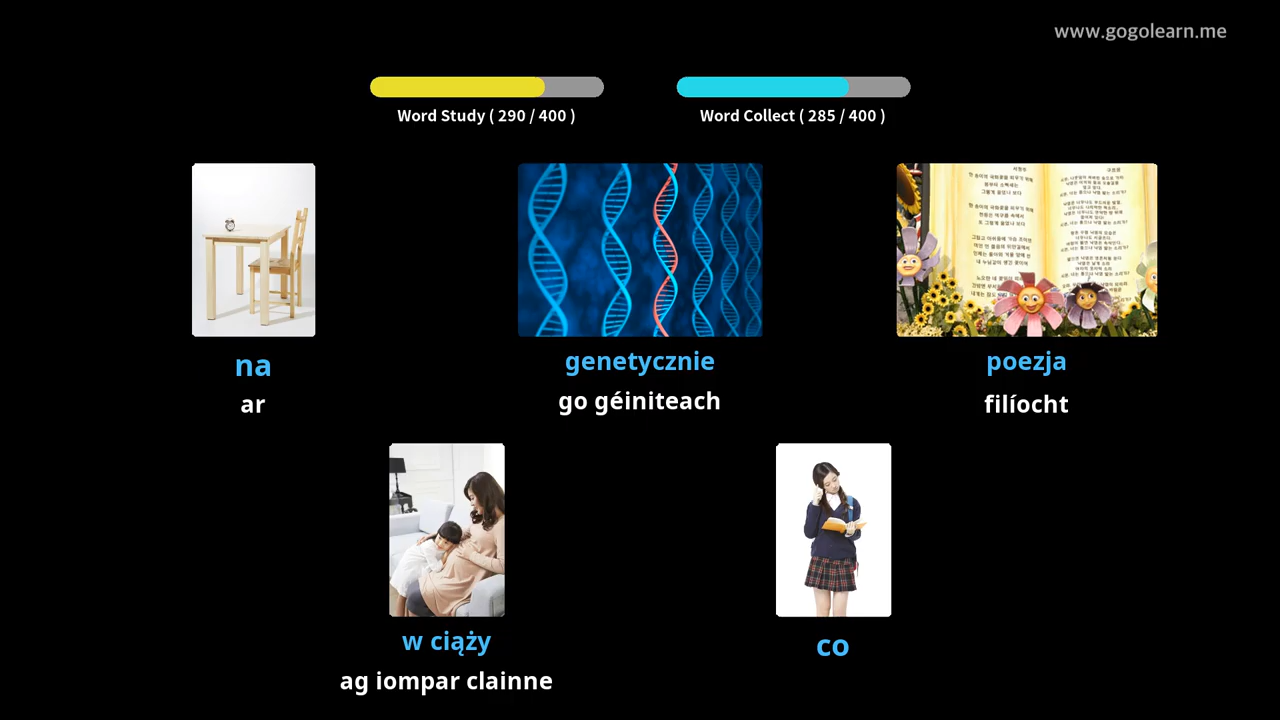 www.gogolearn.me
Word Study ( 290 / 400 )
Word Collect ( 285 / 400 )
na
ar
genetycznie
go géiniteach
poezja
filíocht
w ciąży
ag iompar clainne
co